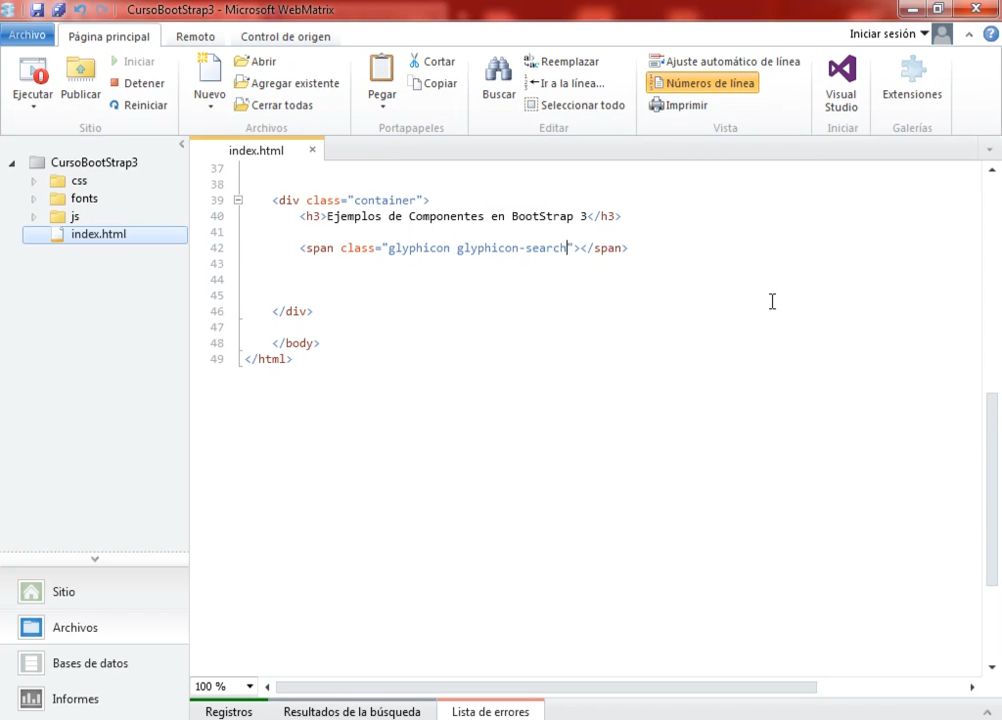 CursoBootStrap3 - Microsoft WebMatrix
Archivo
Página principal
Remoto
Control de origen
Iniciar sesión
Ejecutar
Publicar
Iniciar
Detener
Reiniciar
Sitio
Nuevo
Abrir
Agregar existente
Cerrar todas
Archivos
Pegar
Cortar
Copiar
Portapapeles
Buscar
Reemplazar
Ir a la línea...
Seleccionar todo
Editar
Ajuste automático de línea
Números de línea
Imprimir
Vista
Visual
Studio
Iniciar
Extensiones
Galerías
CursoBootStrap3
css
fonts
js
index.html
index.html
37
38
39 <div class="container">
40 <h3>Ejemplos de Componentes en BootStrap 3</h3>
41
42 <span class="glyphicon glyphicon-search"></span>
43
44
45
46 </div>
47
48 </body>
49 </html>
Sitio
Archivos
Bases de datos
Informes
100 %
Registros
Resultados de la búsqueda
Lista de errores